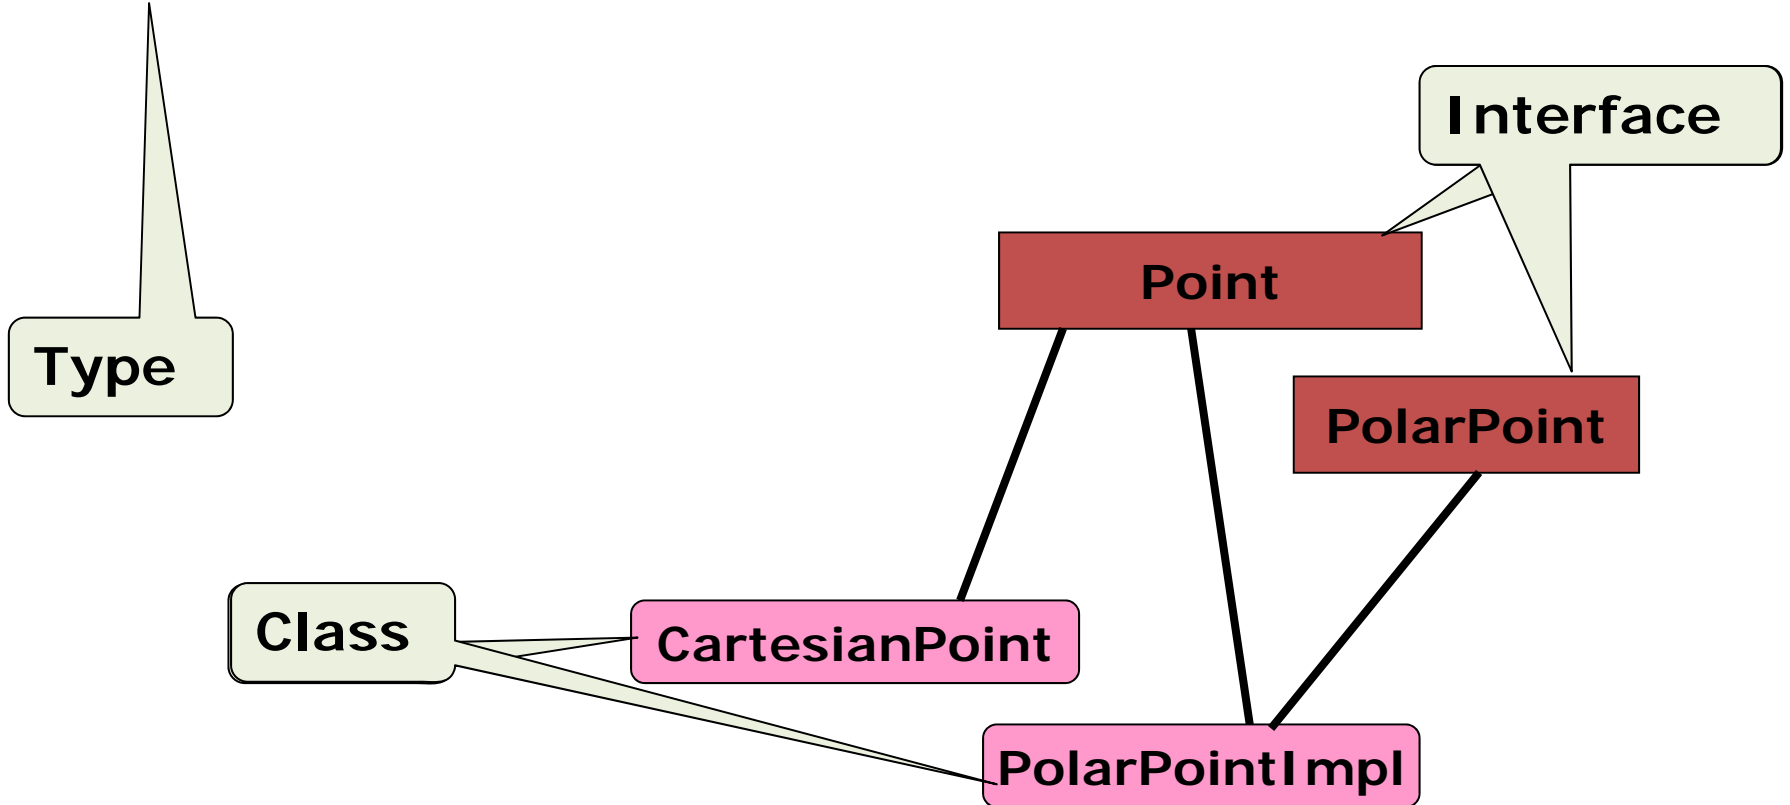 Interface
Point
Type
PolarPoint
Class
CartesianPoint
PolarPointImpl